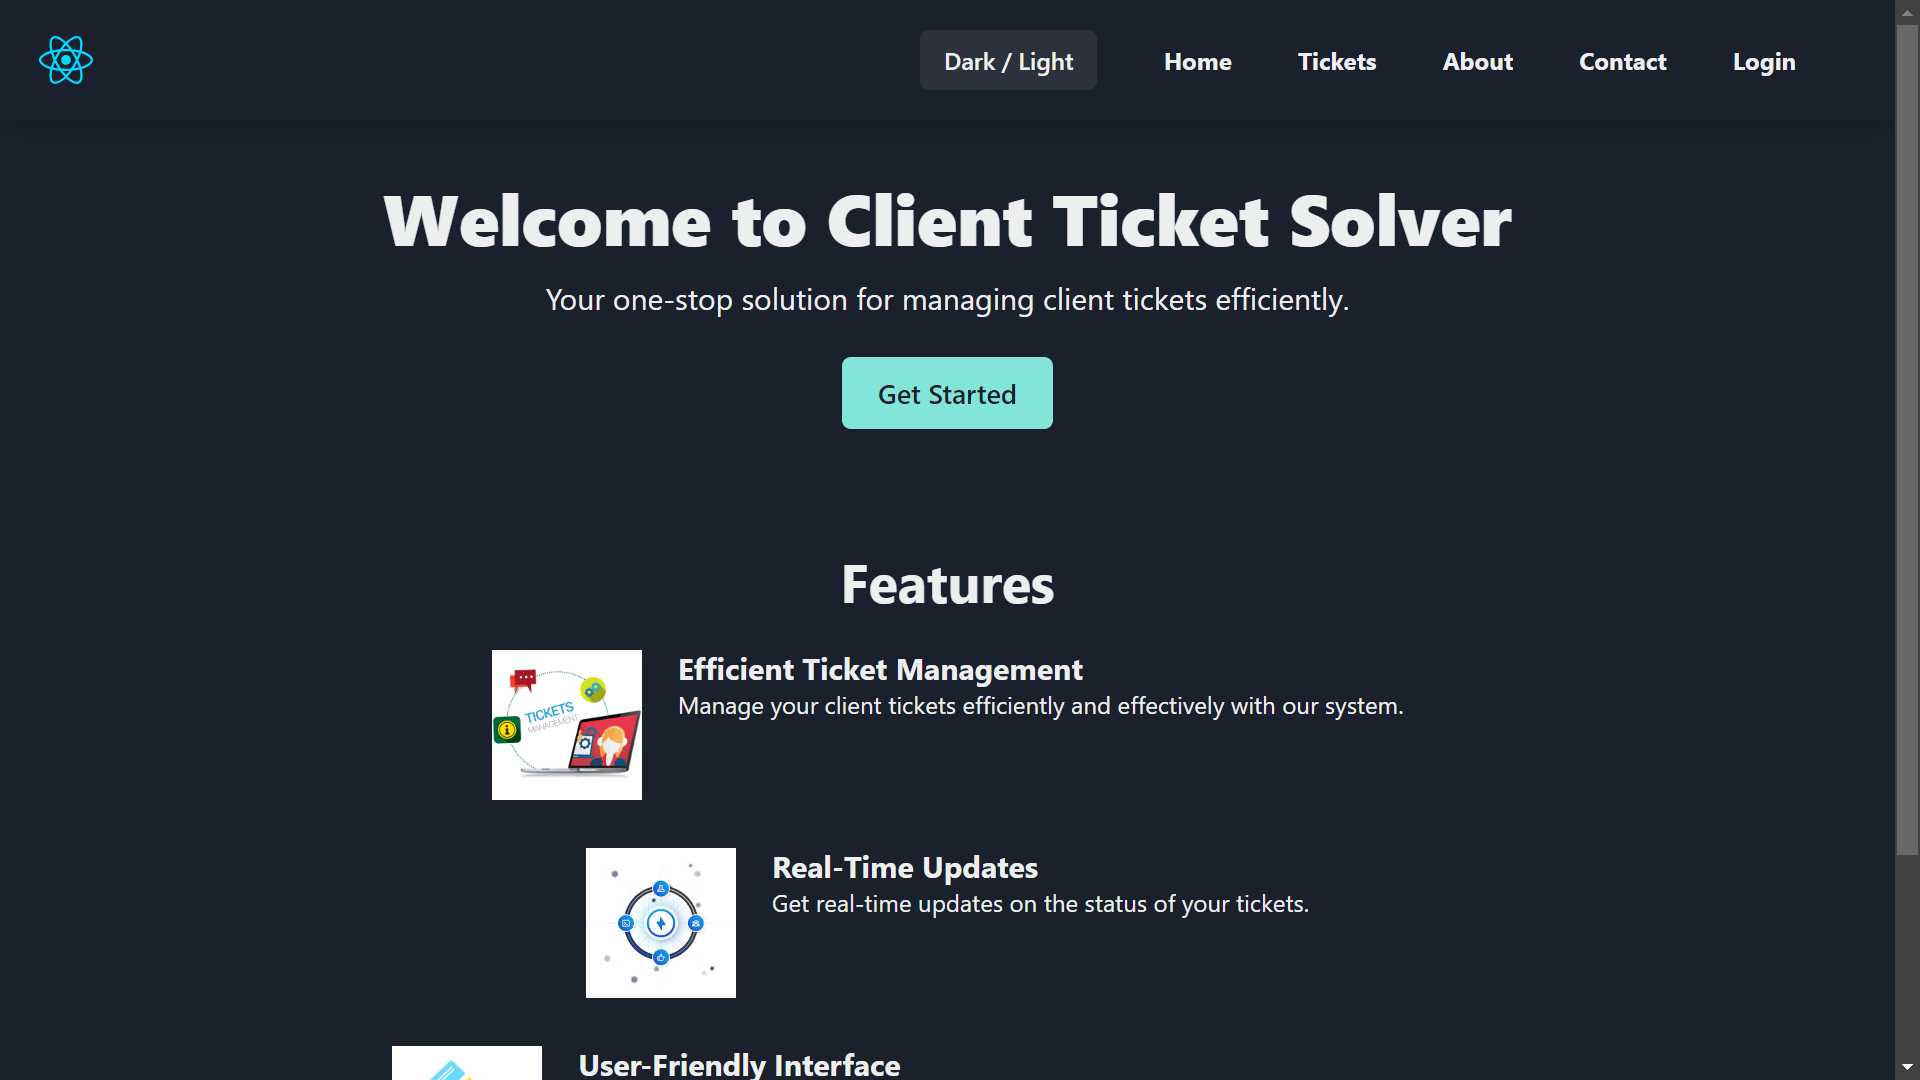 Dark / Light
Home
Tickets
About
Contact
Login
Welcome to Client Ticket Solver
Your one-stop solution for managing client tickets efficiently.
Get Started
Features
Efficient Ticket Management
Manage your client tickets efficiently and effectively with our system.
TICKETS
MANAGEMENT
Real-Time Updates
Get real-time updates on the status of your tickets.
User-Friendly Interface